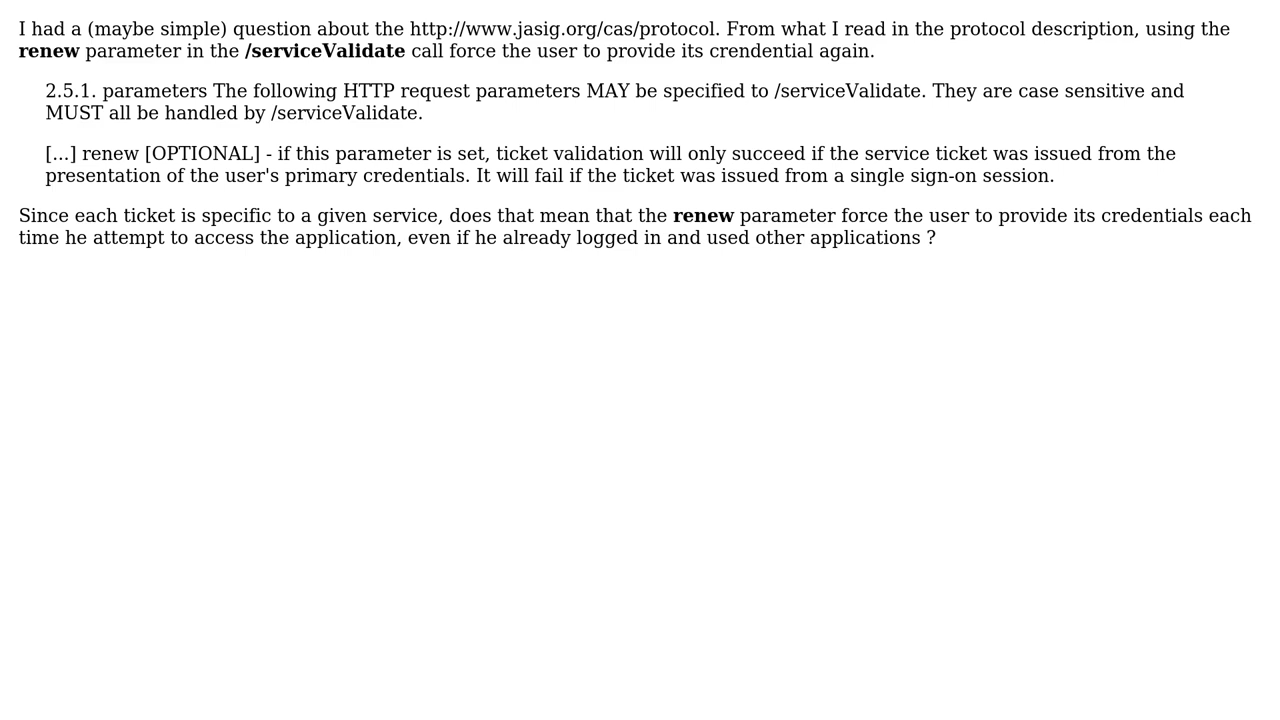 I had a (maybe simple) question about the http://www.jasig.org/cas/protocol. From what I read in the protocol description, using the
renew parameter in the /serviceValidate call force the user to provide its crendential again.
2.5.1. parameters The following HTTP request parameters MAY be specified to /serviceValidate. They are case sensitive and
MUST all be handled by /serviceValidate.
[...] renew [OPTIONAL] - if this parameter is set, ticket validation will only succeed if the service ticket was issued from the
presentation of the user's primary credentials. It will fail if the ticket was issued from a single sign-on session.
Since each ticket is specific to a given service, does that mean that the renew parameter force the user to provide its credentials each
time he attempt to access the application, even if he already logged in and used other applications ?